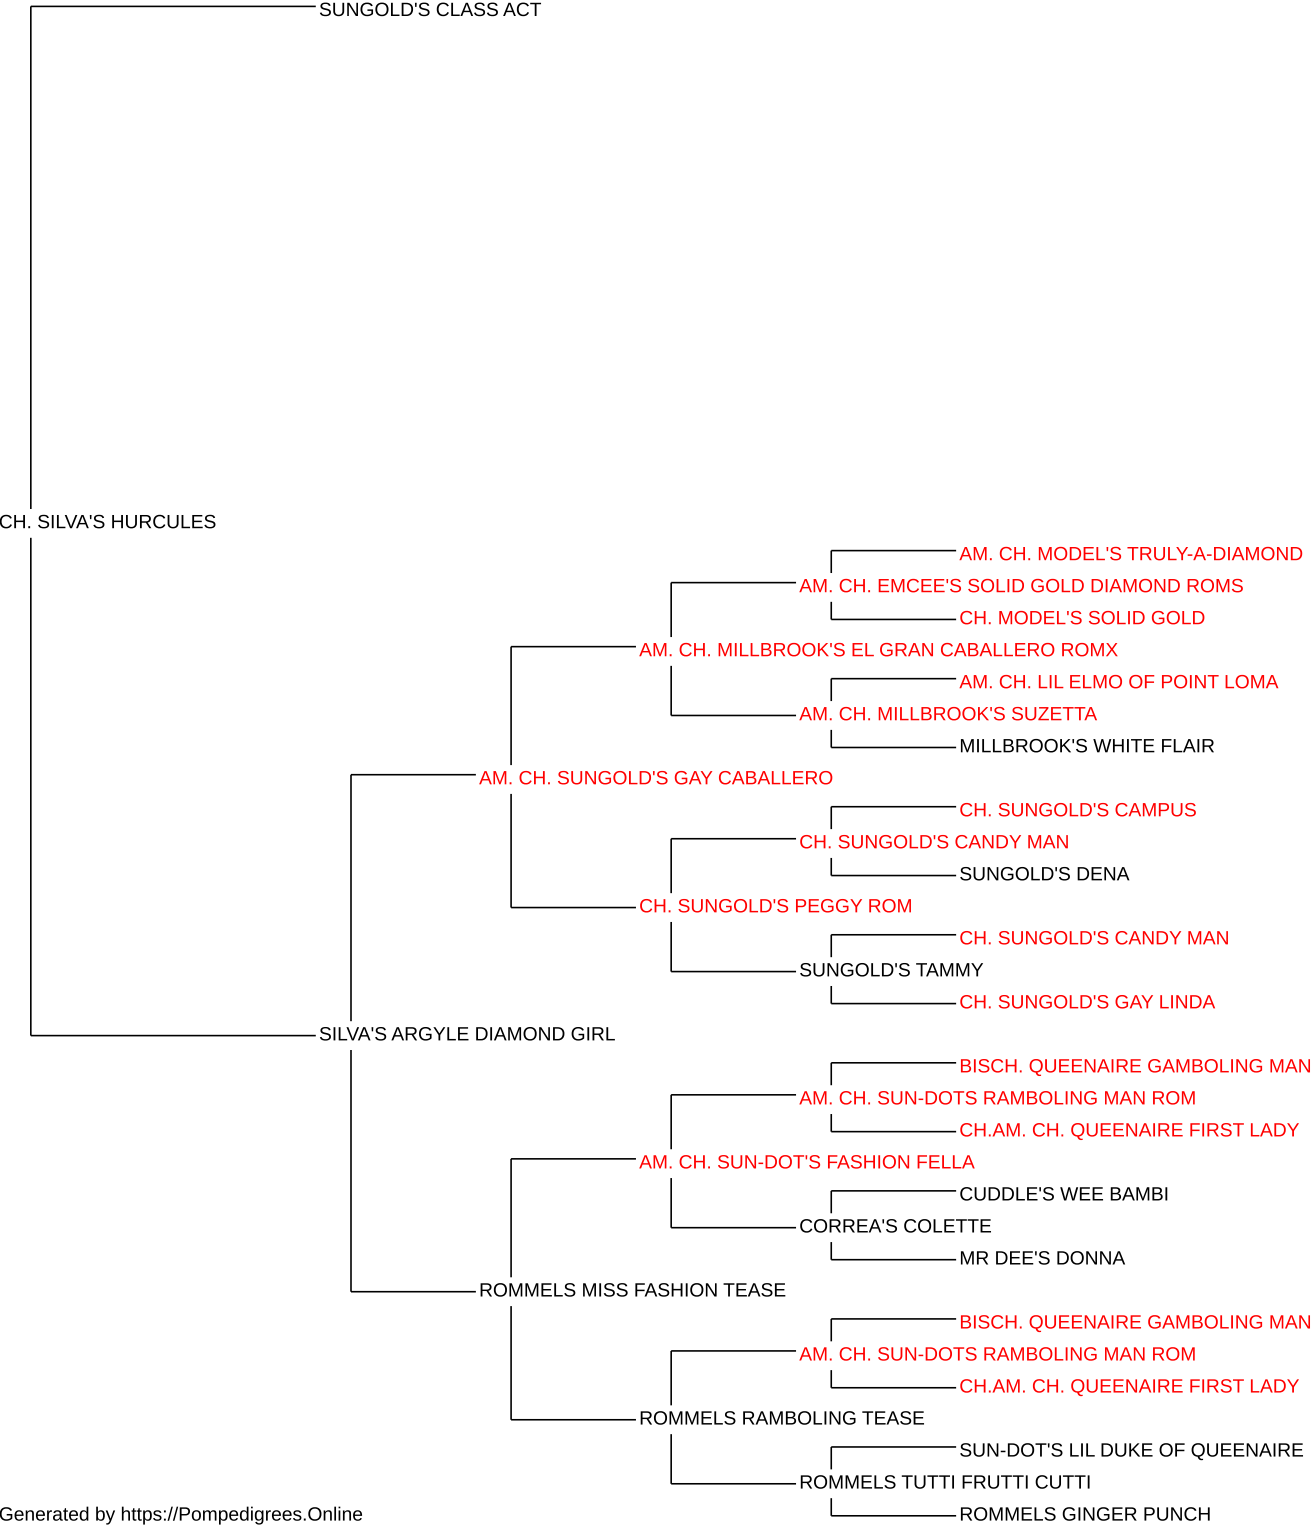 SUNGOLD'S CLASS ACT
CH. SILVA'S HURCULES
AM. CH. MODEL'S TRULY-A-DIAMOND
AM. CH. EMCEE'S SOLID GOLD DIAMOND ROMS
CH. MODEL'S SOLID GOLD
AM. CH. MILLBROOK'S EL GRAN CABALLERO ROMX
AM. CH. LIL ELMO OF POINT LOMA
AM. CH. MILLBROOK'S SUZETTA
MILLBROOK'S WHITE FLAIR
AM. CH. SUNGOLD'S GAY CABALLERO
CH. SUNGOLD'S CAMPUS
CH. SUNGOLD'S CANDY MAN
SUNGOLD'S DENA
CH. SUNGOLD'S PEGGY ROM
CH. SUNGOLD'S CANDY MAN
SUNGOLD'S TAMMY
CH. SUNGOLD'S GAY LINDA
SILVA'S ARGYLE DIAMOND GIRL
BISCH. QUEENAIRE GAMBOLING MAN
AM. CH. SUN-DOTS RAMBOLING MAN ROM
CH.AM. CH. QUEENAIRE FIRST LADY
AM. CH. SUN-DOT'S FASHION FELLA
CUDDLE'S WEE BAMBI
CORREA'S COLETTE
MR DEE'S DONNA
ROMMELS MISS FASHION TEASE
BISCH. QUEENAIRE GAMBOLING MAN
AM. CH. SUN-DOTS RAMBOLING MAN ROM
CH.AM. CH. QUEENAIRE FIRST LADY
ROMMELS RAMBOLING TEASE
SUN-DOT'S LIL DUKE OF QUEENAIRE
ROMMELS TUTTI FRUTTI CUTTI
ROMMELS GINGER PUNCH
Generated by https://Pompedigrees.Online